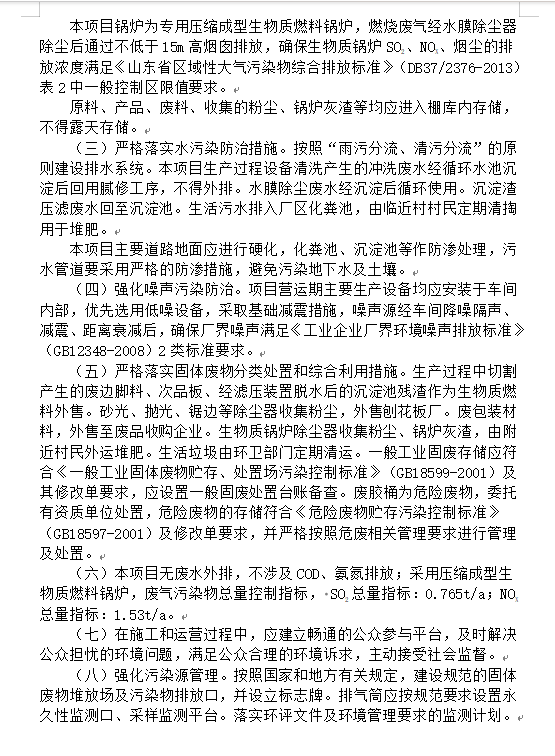 本项目锅炉为专用压缩成型生物质燃料锅炉，燃烧废气经水膜除尘器
除尘后通过不低于15m高烟囱排放，确保生物质锅炉SO2、NOX、烟尘的排
放浓度满足《山东省区域性大气污染物综合排放标准》（DB37/2376-2013）
表2中一般控制区限值要求。
原料、产品、废料、收集的粉尘、锅炉灰渣等均应进入棚库内存储，
不得露天存储。
（三）严格落实水污染防治措施。按照“雨污分流、清污分流”的原
则建设排水系统。本项目生产过程设备清洗产生的冲洗废水经循环水池沉
淀后回用腻修工序，不得外排。水膜除尘废水经沉淀后循环使用。沉淀渣
压滤废水回至沉淀池。生活污水排入厂区化粪池，由临近村村民定期清掏
用于堆肥。
本项目主要道路地面应进行硬化，化粪池、沉淀池等作防渗处理，污
水管道要采用严格的防渗措施，避免污染地下水及土壤。
（四）强化噪声污染防治。项目营运期主要生产设备均应安装于车间
内部，优先选用低噪设备，采取基础减震措施，噪声源经车间降噪隔声、
减震、距离衰减后，确保厂界噪声满足《工业企业厂界环境噪声排放标准》
（GB12348-2008）2类标准要求。
（五）严格落实固体废物分类处置和综合利用措施。生产过程中切割
产生的废边脚料、次品板、经滤压装置脱水后的沉淀池残渣作为生物质燃
料外售。砂光、抛光、锯边等除尘器收集粉尘，外售刨花板厂。废包装材
料，外售至废品收购企业。生物质锅炉除尘器收集粉尘、锅炉灰渣，由附
近村民外运堆肥。生活垃圾由环卫部门定期清运。一般工业固废存储应符
合《一般工业固体废物贮存、处置场污染控制标准》（GB18599-2001）及
其修改单要求，应设置一般固废处置台账备查。废胶桶为危险废物，委托
有资质单位处置，危险废物的存储符合《危险废物贮存污染控制标准》
（GB18597-2001）及修改单要求，并严格按照危废相关管理要求进行管理
及处置。
（六）本项目无废水外排，不涉及COD、氨氮排放；采用压缩成型生
物质燃料锅炉，废气污染物总量控制指标，SO2总量指标：0.765t/a；NOX
总量指标：1.53t/a。
（七）在施工和运营过程中，应建立畅通的公众参与平台，及时解决
公众担忧的环境问题，满足公众合理的环境诉求，主动接受社会监督。
（八）强化污染源管理。按照国家和地方有关规定，建设规范的固体
废物堆放场及污染物排放口，并设立标志牌。排气筒应按规范要求设置永
久性监测口、采样监测平台。落实环评文件及环境管理要求的监测计划。